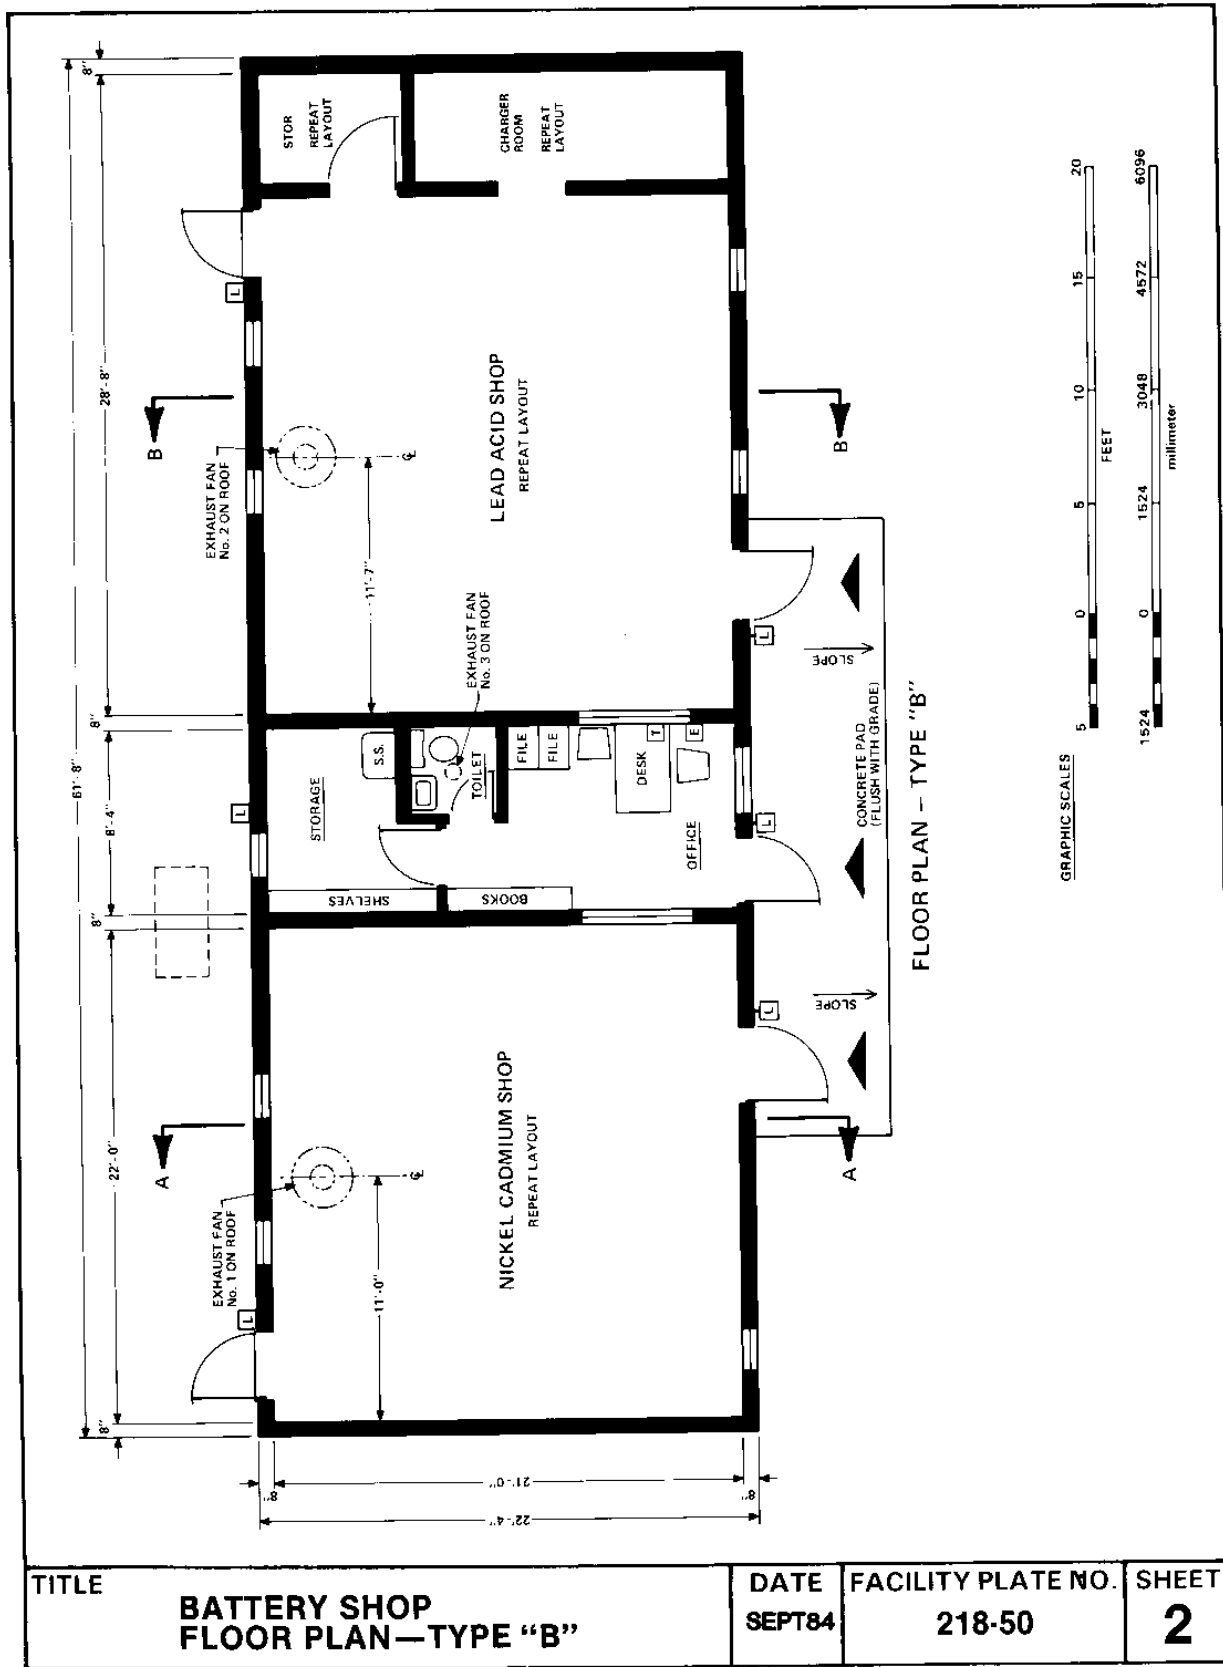 8"
28'-8"
8"
61'-8"
8'-4"
8"
22'-0"
8"
STOR
REPEAT
LAYOUT
CHARGER
ROOM
REPEAT
LAYOUT
L
B
EXHAUST FAN
No. 2 ON ROOF
℄
LEAD ACID SHOP
REPEAT LAYOUT
B
11'-7"
EXHAUST FAN
No. 3 ON ROOF
L
SLOPE
L
STORAGE
S.S.
TOILET
FILE
FILE
DESK
T
E
OFFICE
L
SHELVES
BOOKS
CONCRETE PAD
(FLUSH WITH GRADE)
L
SLOPE
A
EXHAUST FAN
No. 1 ON ROOF
℄
NICKEL CADMIUM SHOP
REPEAT LAYOUT
11'-0"
L
A
8"
21'-0"
8"
22'-4"
FLOOR PLAN – TYPE "B"
GRAPHIC SCALES
5 0 5 10 15 20
FEET
1524 0 1524 3048 4572 6096
millimeter
TITLE
BATTERY SHOP
FLOOR PLAN—TYPE "B"
DATE
SEPT84
FACILITY PLATE NO.
218-50
SHEET
2